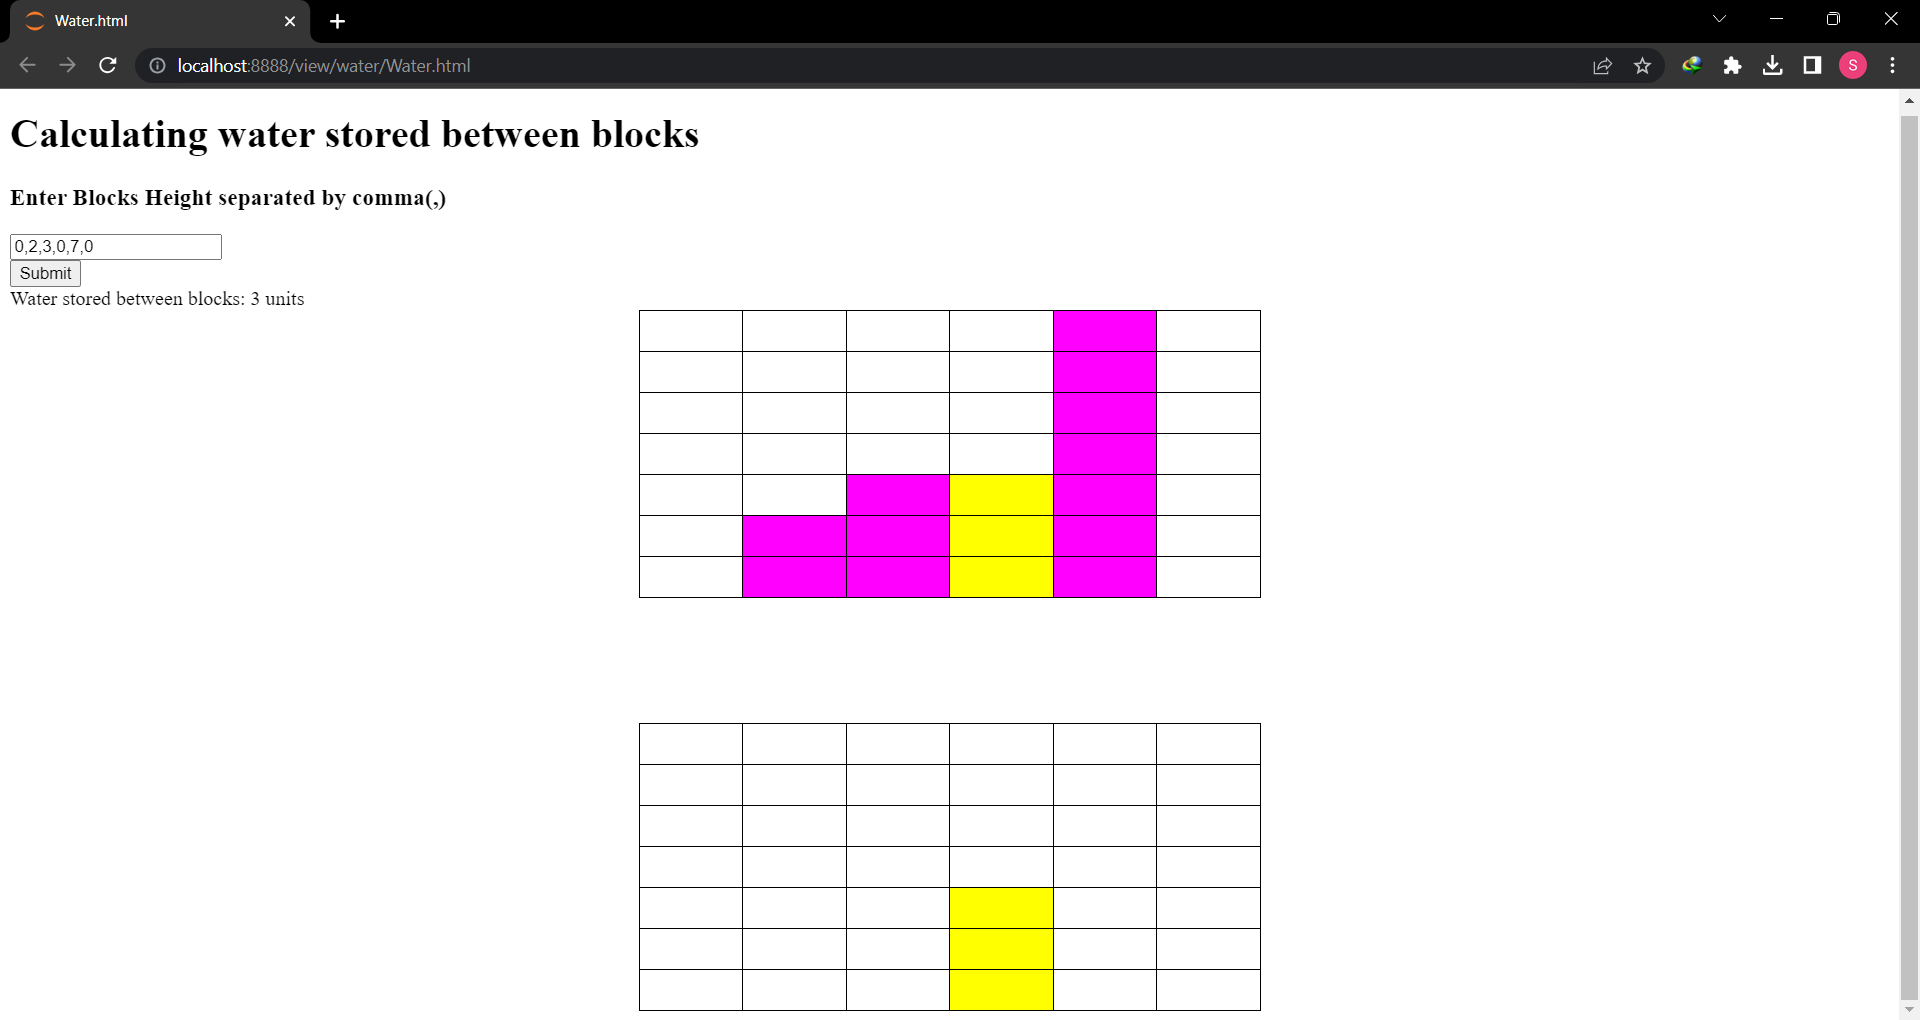 Water.html
localhost:8888/view/water/Water.html
S
Calculating water stored between blocks
Enter Blocks Height separated by comma(,)
0,2,3,0,7,0
Submit
Water stored between blocks: 3 units